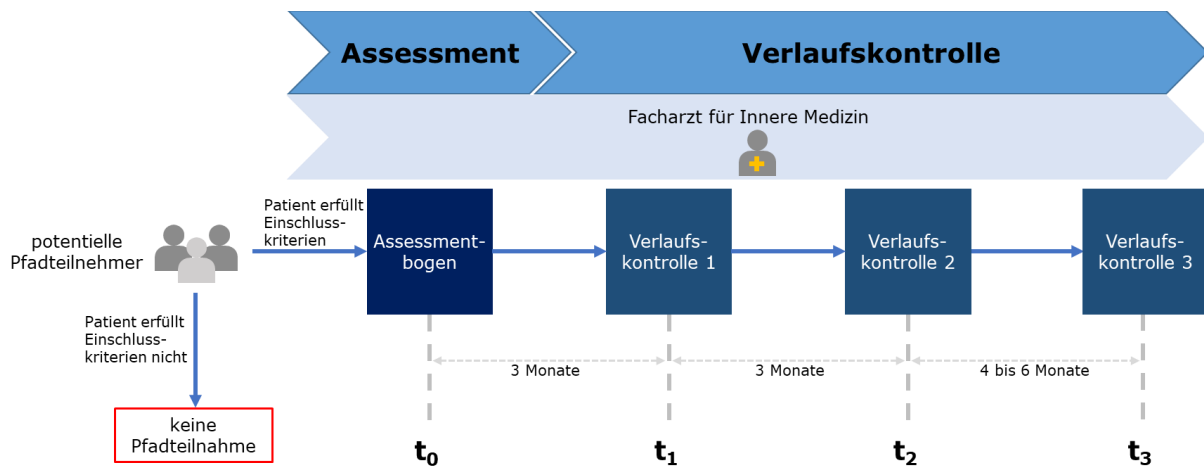 Assessment
Verlaufskontrolle
Facharzt für Innere Medizin
potentielle
Pfadteilnehmer
Patient erfüllt
Einschluss-
kriterien
Assessment-
bogen
Verlaufs-
kontrolle 1
Verlaufs-
kontrolle 2
Verlaufs-
kontrolle 3
Patient erfüllt
Einschluss-
kriterien nicht
keine
Pfadteilnahme
3 Monate
3 Monate
4 bis 6 Monate
t0
t1
t2
t3